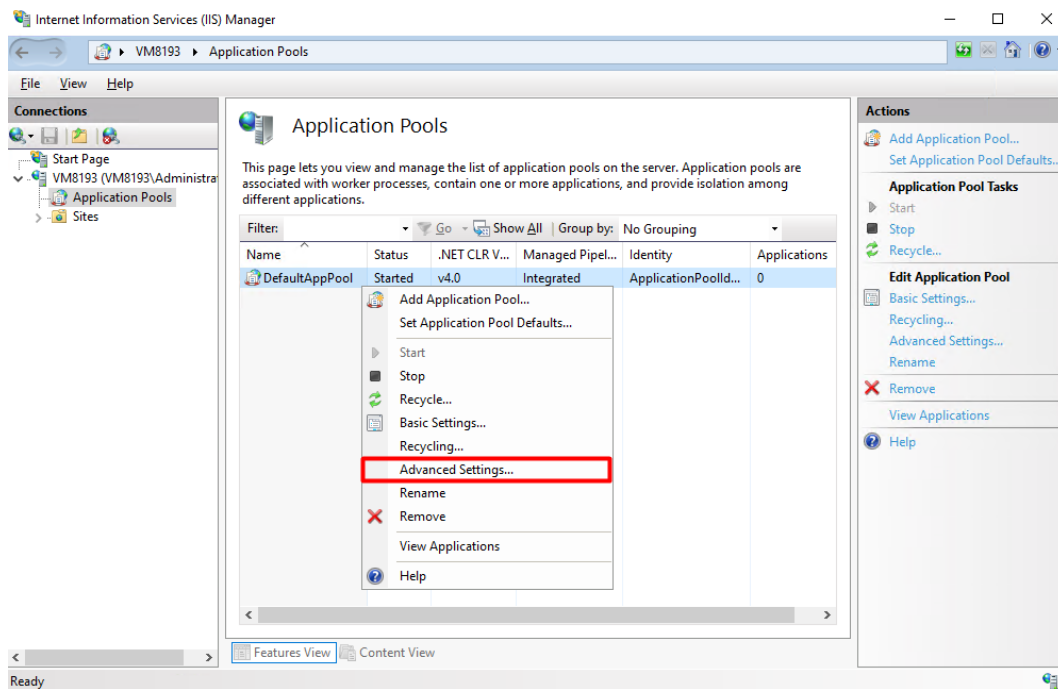 Internet Information Services (IIS) Manager
VM8193 Application Pools
File View Help
Connections
Start Page
VM8193 (VM8193\Administra
Application Pools
Sites
Application Pools
This page lets you view and manage the list of application pools on the server. Application pools are
associated with worker processes, contain one or more applications, and provide isolation among
different applications.
Filter: Go Show All Group by: No Grouping
Name Status .NET CLR V... Managed Pipel... Identity Applications
DefaultAppPool Started v4.0 Integrated ApplicationPoolId... 0
Add Application Pool...
Set Application Pool Defaults...
Start
Stop
Recycle...
Basic Settings...
Recycling...
Advanced Settings...
Rename
Remove
View Applications
Help
Features View Content View
Actions
Add Application Pool...
Set Application Pool Defaults...
Application Pool Tasks
Start
Stop
Recycle...
Edit Application Pool
Basic Settings...
Recycling...
Advanced Settings...
Rename
Remove
View Applications
Help
Ready